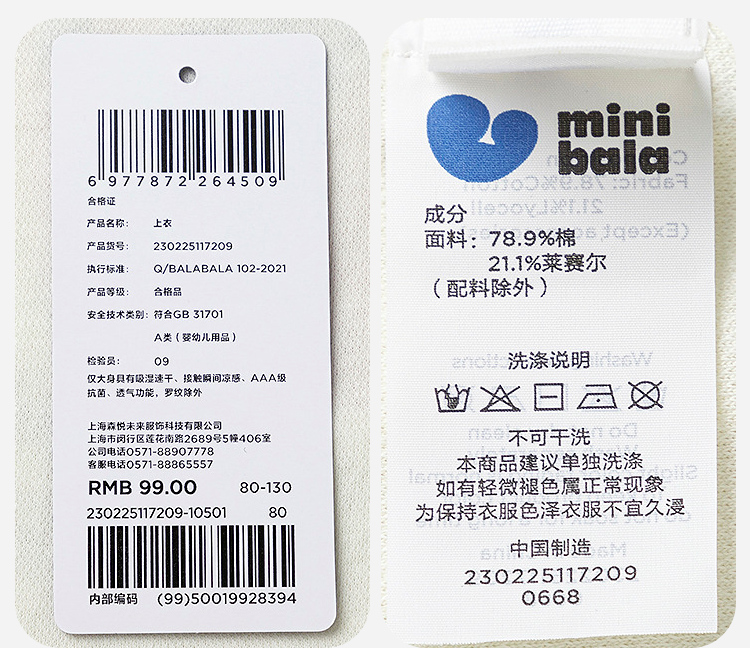 6 977872 264509
合格证
产品名称: 上衣
产品货号: 230225117209
执行标准: Q/BALABALA 102-2021
产品等级: 合格品
安全技术类别: 符合GB 31701
A类（婴幼儿用品）
检验员: 09
仅大身具有吸湿速干、接触瞬间凉感、AAA级
抗菌、透气功能，罗纹除外
上海森悦未来服饰科技有限公司
上海市闵行区莲花南路2689号5幢406室
公司电话0571-88907778
客服电话0571-88865557
RMB 99.00 80-130
230225117209-10501 80
内部编码 (99)50019928394
mini
bala
成分
面料: 78.9%棉
21.1%莱赛尔
（配料除外）
洗涤说明
不可干洗
本商品建议单独洗涤
如有轻微褪色属正常现象
为保持衣服色泽衣服不宜久浸
中国制造
230225117209
0668